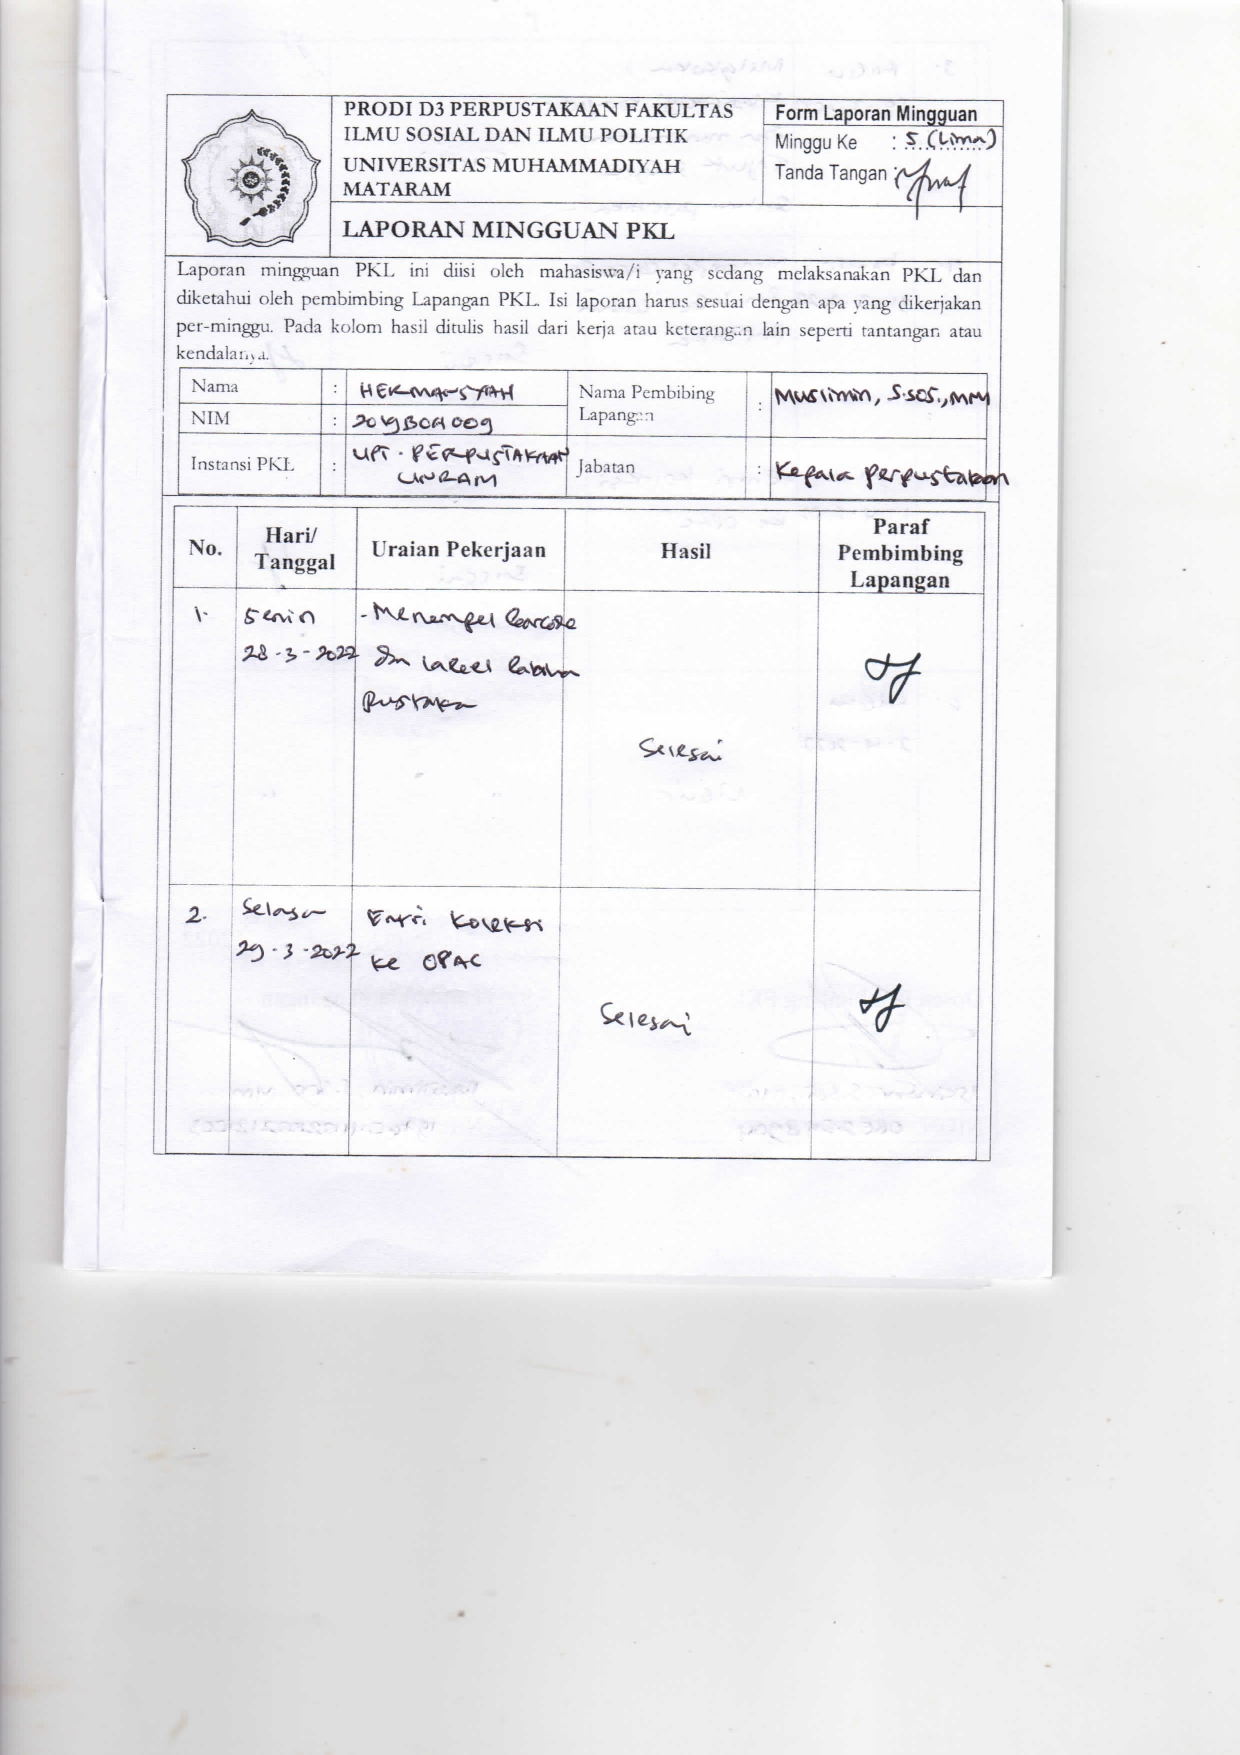 PRODI D3 PERPUSTAKAAN FAKULTAS
ILMU SOSIAL DAN ILMU POLITIK
UNIVERSITAS MUHAMMADIYAH
MATARAM
LAPORAN MINGGUAN PKL
Form Laporan Mingguan
Minggu Ke : 5 (Lima)
Tanda Tangan :
Laporan mingguan PKL ini diisi oleh mahasiswa/i yang sedang melaksanakan PKL dan
diketahui oleh pembimbing Lapangan PKL. Isi laporan harus sesuai dengan apa yang dikerjakan
per-minggu. Pada kolom hasil ditulis hasil dari kerja atau keterangan lain seperti tantangan atau
kendalanya.
Nama : HERMANSYAH
NIM : 2019B0A009
Instansi PKL : UPT. PERPUSTAKAAN
UNRAM
Nama Pembibing
Lapangan : Muslimin, S.SOS., MM
Jabatan : Kepala Perpustakaan
No. Hari/ Tanggal Uraian Pekerjaan Hasil Paraf Pembimbing Lapangan
1. Senin - Menempel Barcode
28-3-2022 dan label bahan
Pustaka
Selesai
2. Selasa Entri Koleksi
29-3-2022 ke OPAC
Selesai